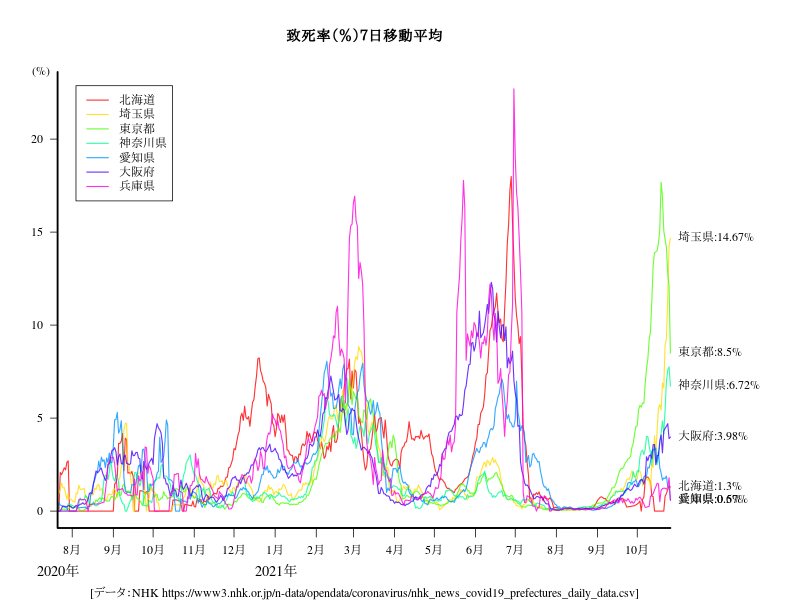 致死率(%)7日移動平均
(%)
北海道
埼玉県
東京都
神奈川県
愛知県
大阪府
兵庫県
20
15
10
5
0
埼玉県:14.67%
東京都:8.5%
神奈川県:6.72%
大阪府:3.98%
北海道:1.3%
8月 9月 10月 11月 12月 1月 2月 3月 4月 5月 6月 7月 8月 9月 10月
2020年 2021年
[データ:NHK https://www3.nhk.or.jp/n-data/opendata/coronavirus/nhk_news_covid19_prefectures_daily_data.csv]